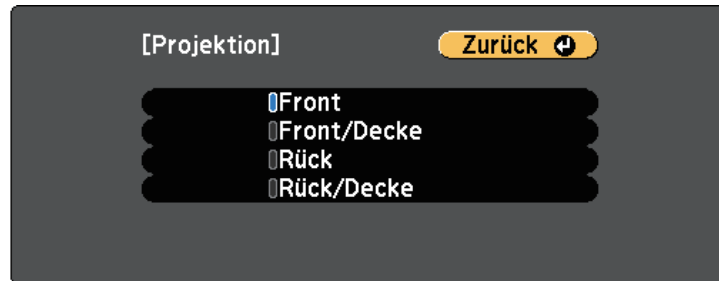 [Projektion] Zurück
Front
Front/Decke
Rück
Rück/Decke